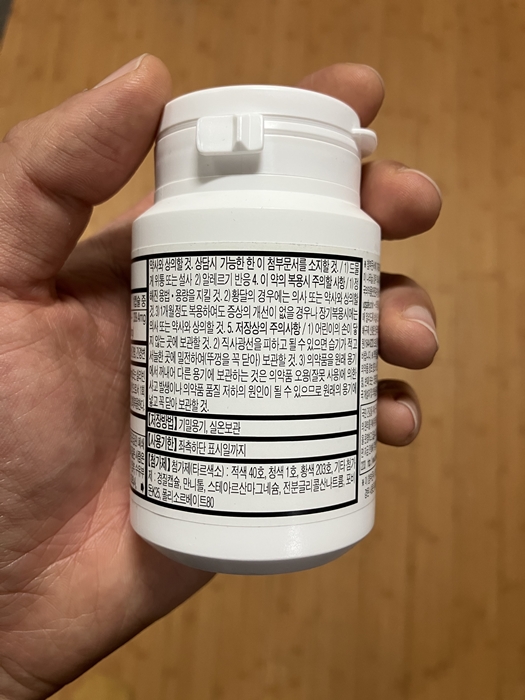 약사와 상의할 것. 상담시 가능한 한 이 첨부문서를 소지할 것. / 1) 드물
게 위통 또는 설사 2) 알레르기 반응 4. 이 약의 복용시 주의할 사항 / 1) 정
해진 용법·용량을 지킬 것. 2) 황달의 경우에는 의사 또는 약사와 상의할
것. 3) 1개월정도 복용하여도 증상의 개선이 없을 경우나 장기복용시에는
의사 또는 약사와 상의할 것. 5. 저장상의 주의사항 / 1) 어린이의 손이 닿
지 않는 곳에 보관할 것. 2) 직사광선을 피하고 될 수 있으면 습기가 적고
서늘한 곳에 밀전하여(뚜껑을 꼭 닫아) 보관할 것. 3) 의약품을 원래 용기
에서 꺼내어 다른 용기에 보관하는 것은 의약품 오용(잘못 사용)에 의한
사고 발생이나 의약품 품질 저하의 원인이 될 수 있으므로 원래의 용기에
넣고 꼭 닫아 보관할 것.
[저장방법] 기밀용기, 실온보관
[사용기한] 좌측하단 표시일까지
[첨가제] 첨가제(타르색소) : 적색 40호, 청색 1호, 황색 203호, 기타 첨가
제 : 경질캡슐, 만니톨, 스테아르산마그네슘, 전분글리콜산나트륨, 포비
돈K25, 폴리소르베이트80